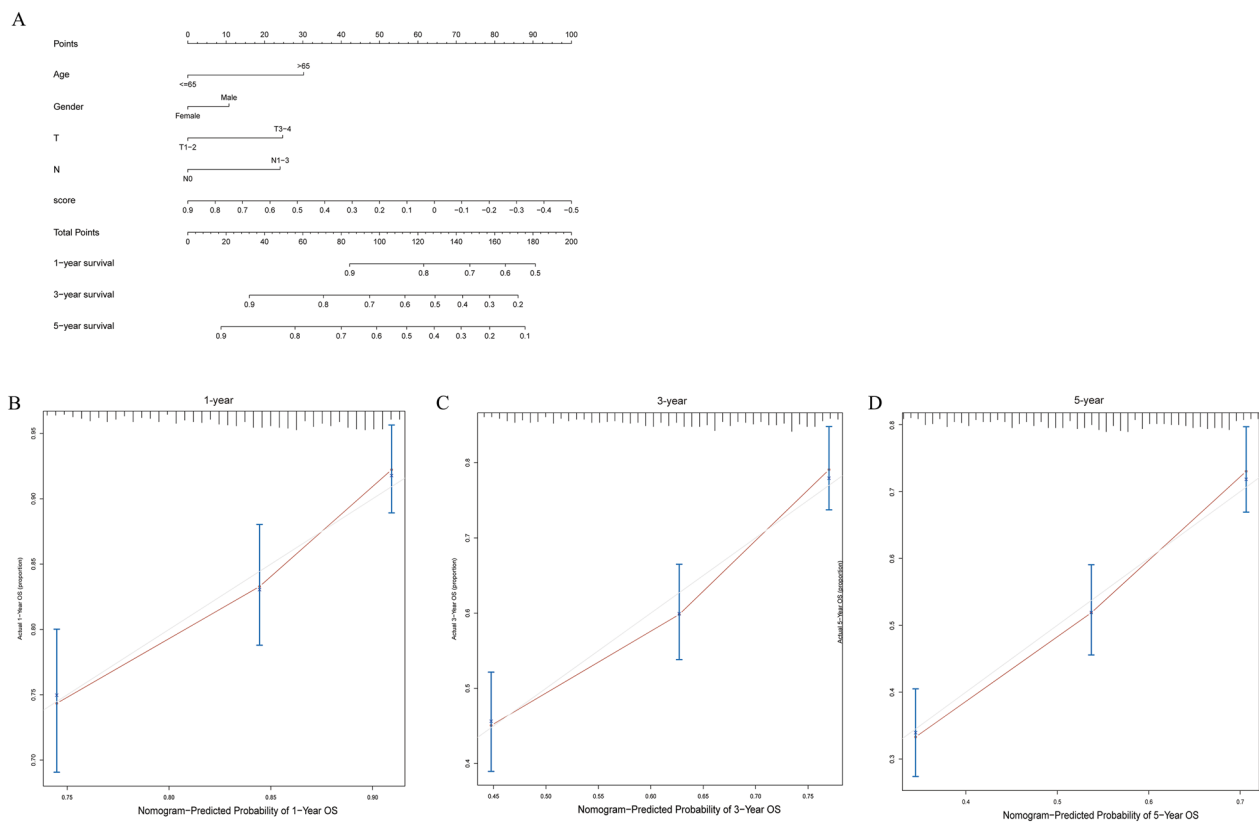 A
Points 0 10 20 30 40 50 60 70 80 90 100
>65
Age
<=65
Male
Gender
Female
T3−4
T
T1−2
N1−3
N
N0
score
0.9 0.8 0.7 0.6 0.5 0.4 0.3 0.2 0.1 0 −0.1 −0.2 −0.3 −0.4 −0.5
Total Points
0 20 40 60 80 100 120 140 160 180 200
1−year survival
0.9 0.8 0.7 0.6 0.5
3−year survival
0.9 0.8 0.7 0.6 0.5 0.4 0.3 0.2
5−year survival
0.9 0.8 0.7 0.6 0.5 0.4 0.3 0.2 0.1
B
1-year
0.95
0.90
0.85
0.80
0.75
0.70
Actual 1−Year OS (proportion)
0.75 0.80 0.85 0.90
Nomogram−Predicted Probability of 1−Year OS
C
3-year
0.8
0.7
0.6
0.5
0.4
Actual 3−Year OS (proportion)
0.45 0.50 0.55 0.60 0.65 0.70 0.75
Nomogram−Predicted Probability of 3−Year OS
D
5-year
0.8
0.7
0.6
0.5
0.4
0.3
Actual 5−Year OS (proportion)
0.4 0.5 0.6 0.7
Nomogram−Predicted Probability of 5−Year OS